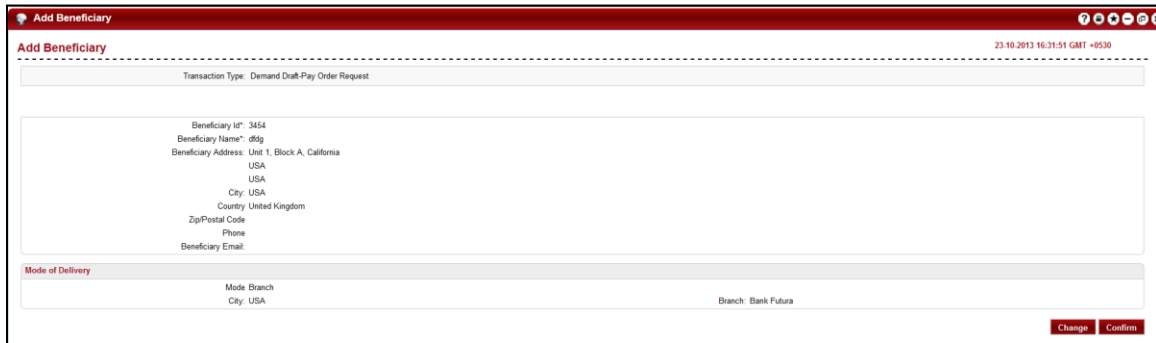 Add Beneficiary
Add Beneficiary 23-10-2013 16:31:51 GMT +0530
Transaction Type: Demand Draft-Pay Order Request
Beneficiary Id*: 3454
Beneficiary Name*: dfdg
Beneficiary Address: Unit 1, Block A, California
USA
USA
City: USA
Country United Kingdom
Zip/Postal Code
Phone
Beneficiary Email:
Mode of Delivery
Mode Branch
City: USA Branch: Bank Futura
Change Confirm